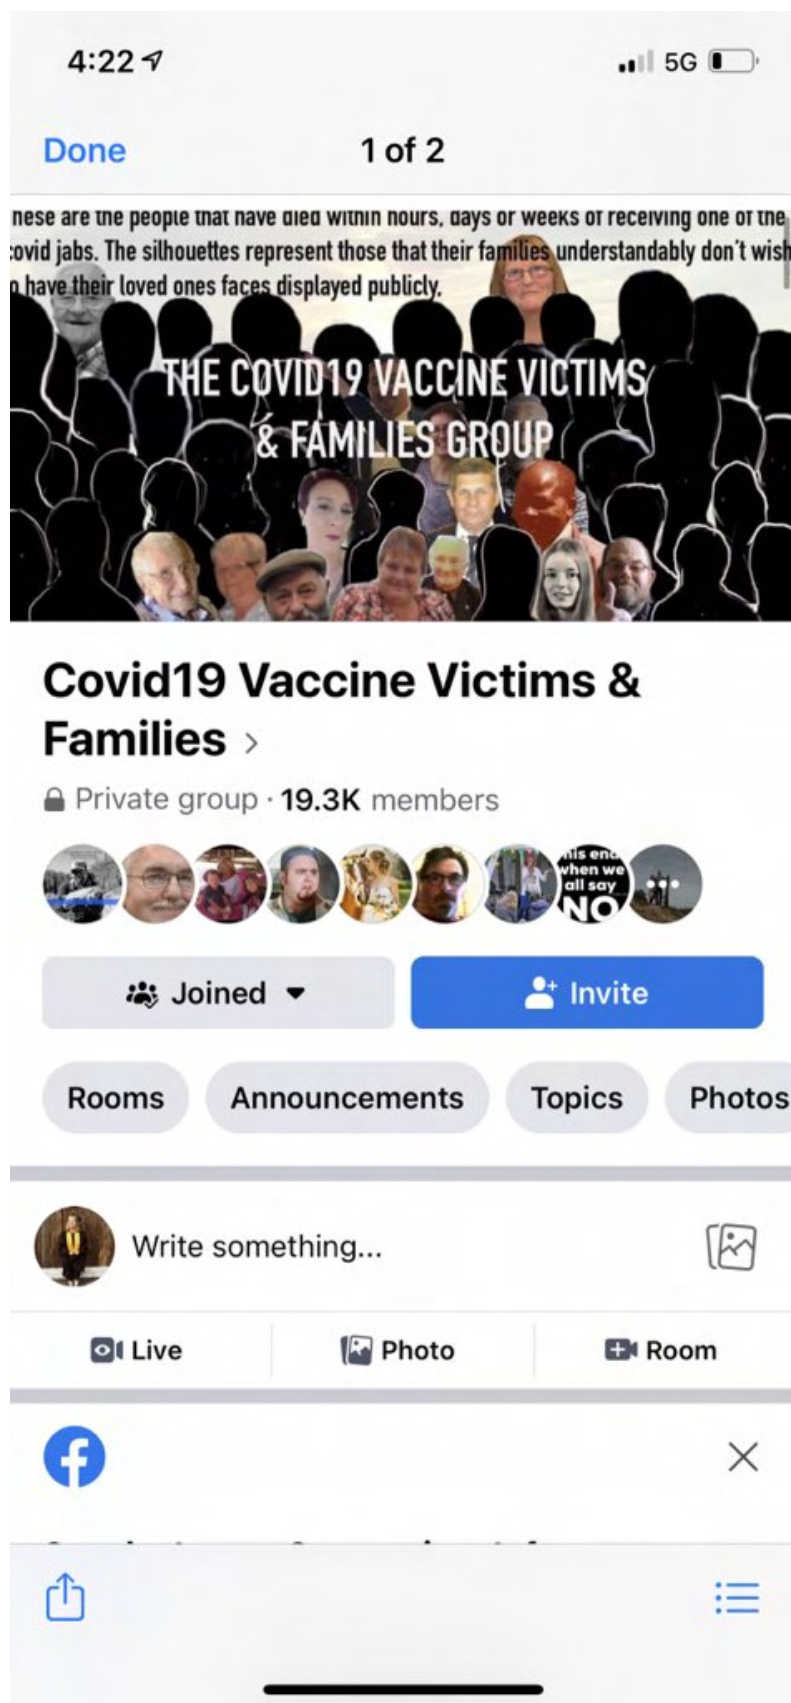 4:22
5G
Done
1 of 2
hese are the people that have died within hours, days or weeks of receiving one of the
covid jabs. The silhouettes represent those that their families understandably don't wish
o have their loved ones faces displayed publicly.
THE COVID19 VACCINE VICTIMS
& FAMILIES GROUP
Covid19 Vaccine Victims &
Families >
Private group · 19.3K members
his end
when we
all say
NO
Joined
Invite
Rooms
Announcements
Topics
Photos
Write something...
Live
Photo
Room